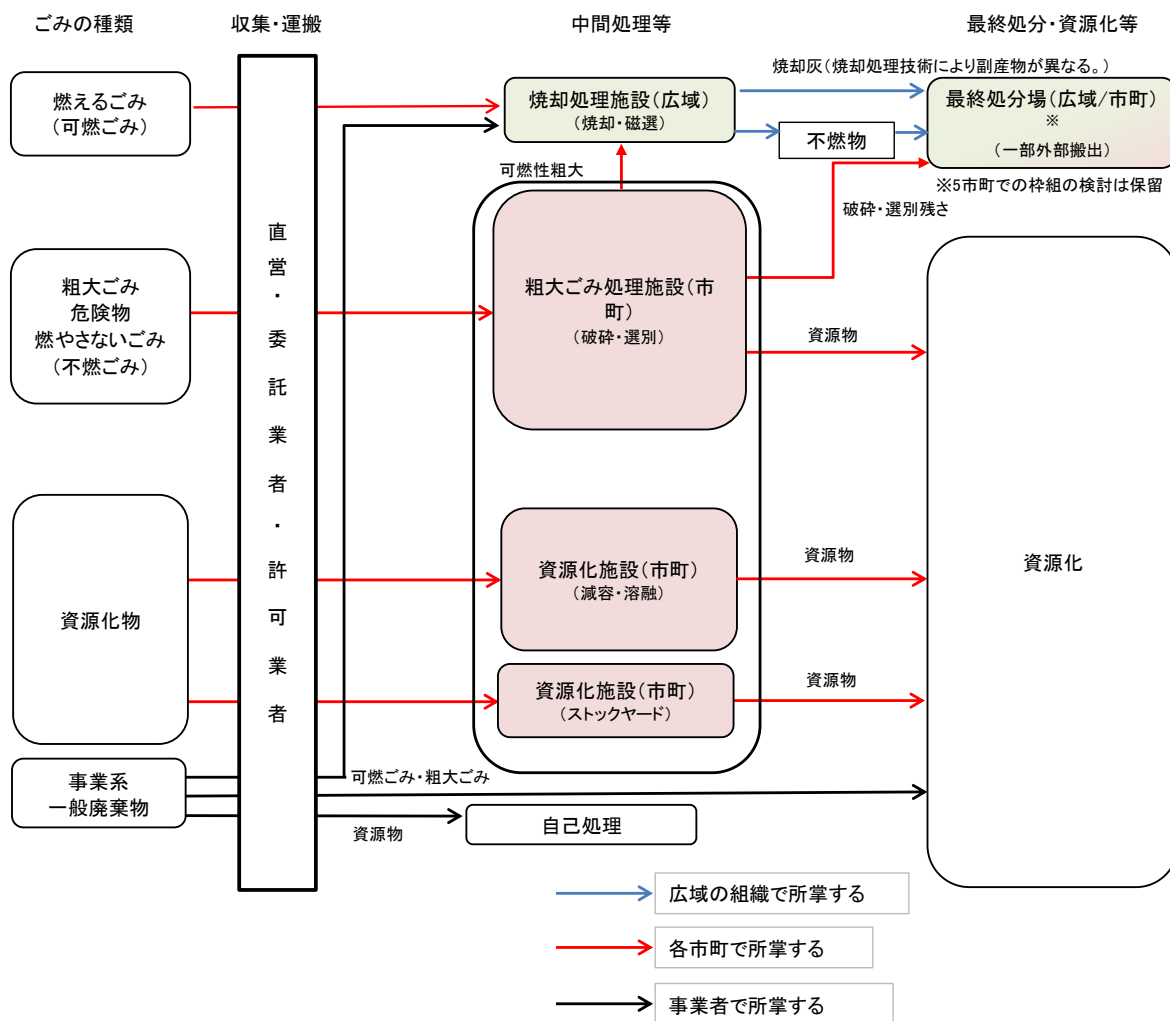 ごみの種類
収集・運搬
中間処理等
最終処分・資源化等
燃えるごみ
（可燃ごみ）
粗大ごみ
危険物
燃やさないごみ
（不燃ごみ）
資源化物
事業系
一般廃棄物
直営・委託業者・許可業者
焼却処理施設（広域）
（焼却・磁選）
可燃性粗大
粗大ごみ処理施設（市
町）
（破砕・選別）
資源化施設（市町）
（減容・溶融）
資源化施設（市町）
（ストックヤード）
可燃ごみ・粗大ごみ
資源物
自己処理
焼却灰（焼却処理技術により副産物が異なる。）
不燃物
破砕・選別残さ
資源物
資源物
資源物
最終処分場（広域/市町）
※
（一部外部搬出）
※5市町での枠組の検討は保留
資源化
広域の組織で所掌する
各市町で所掌する
事業者で所掌する